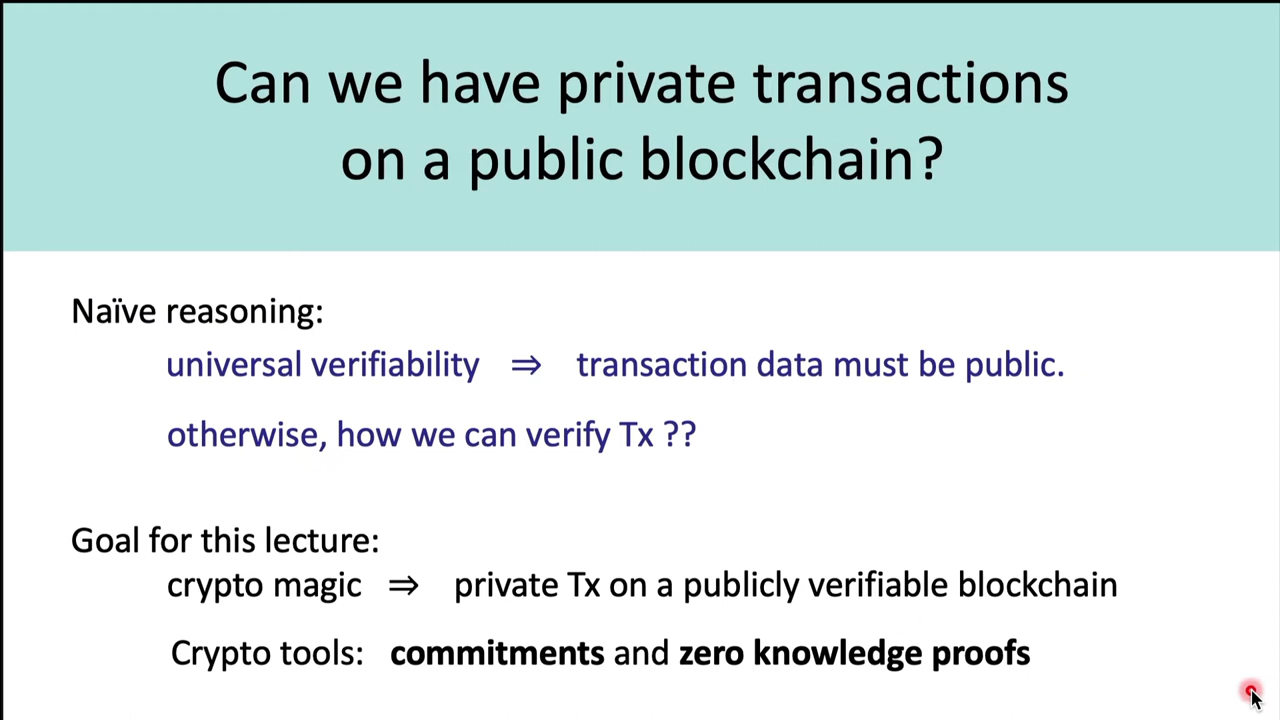 Can we have private transactions
on a public blockchain?
Naïve reasoning:
universal verifiability ⇒ transaction data must be public.
otherwise, how we can verify Tx ??
Goal for this lecture:
crypto magic ⇒ private Tx on a publicly verifiable blockchain
Crypto tools: commitments and zero knowledge proofs